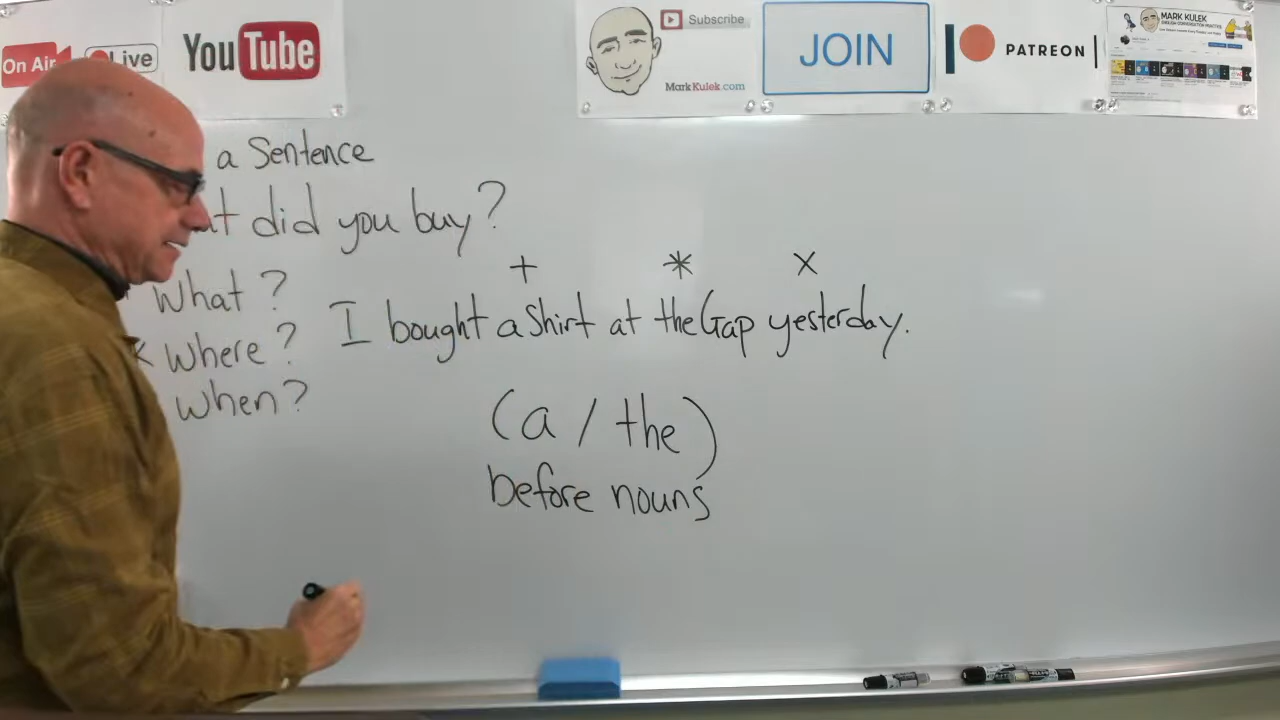 On Air
Live
YouTube
Subscribe
MarkKulek.com
JOIN
PATREON
MARK KULEK
a Sentence
at did you buy?
+ * x
What?
I bought a Shirt at the Gap yesterday.
Where?
When?
(a / the)
before nouns